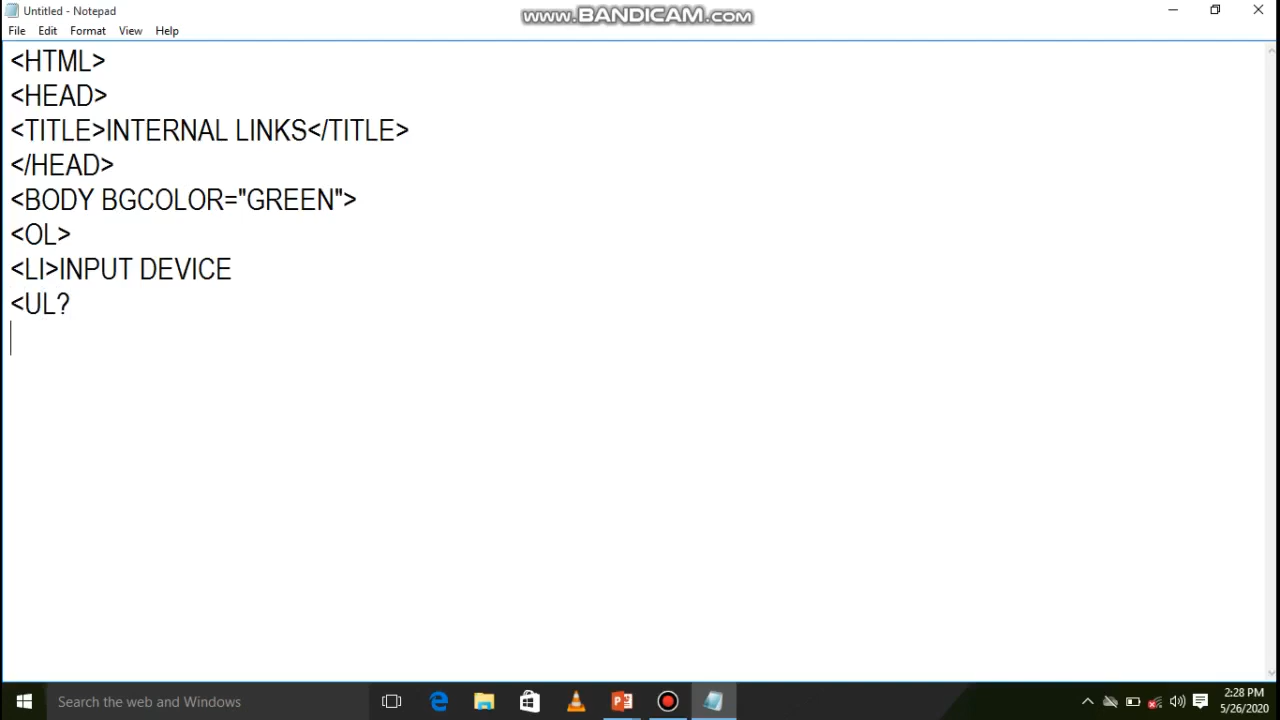 Untitled - Notepad
www.BANDICAM.com
File Edit Format View Help
<HTML>
<HEAD>
<TITLE>INTERNAL LINKS</TITLE>
</HEAD>
<BODY BGCOLOR="GREEN">
<OL>
<LI>INPUT DEVICE
<UL?
Search the web and Windows
2:28 PM
5/26/2020